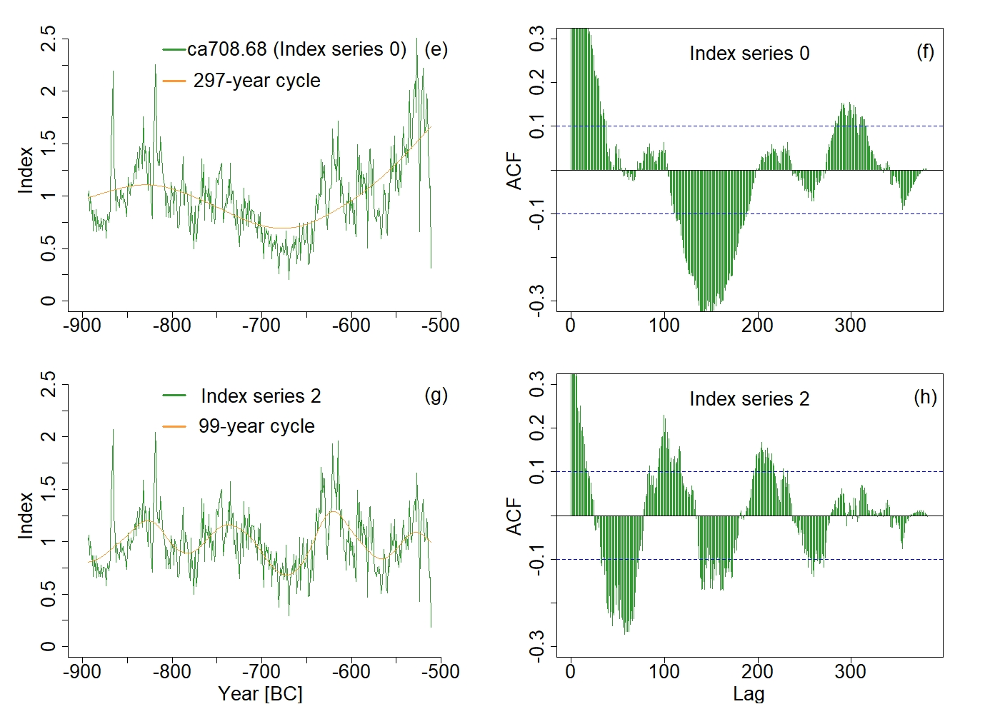 ca708.68 (Index series 0) (e)
297-year cycle
Index
2.5
2
1.5
1
0.5
0
-900 -800 -700 -600 -500
Index series 0 (f)
ACF
0.3
0.2
0.1
-0.1
-0.3
0 100 200 300
Index series 2 (g)
99-year cycle
Index
2.5
2
1.5
1
0.5
0
-900 -800 -700 -600 -500
Year [BC]
Index series 2 (h)
ACF
0.3
0.2
0.1
-0.1
-0.3
0 100 200 300
Lag